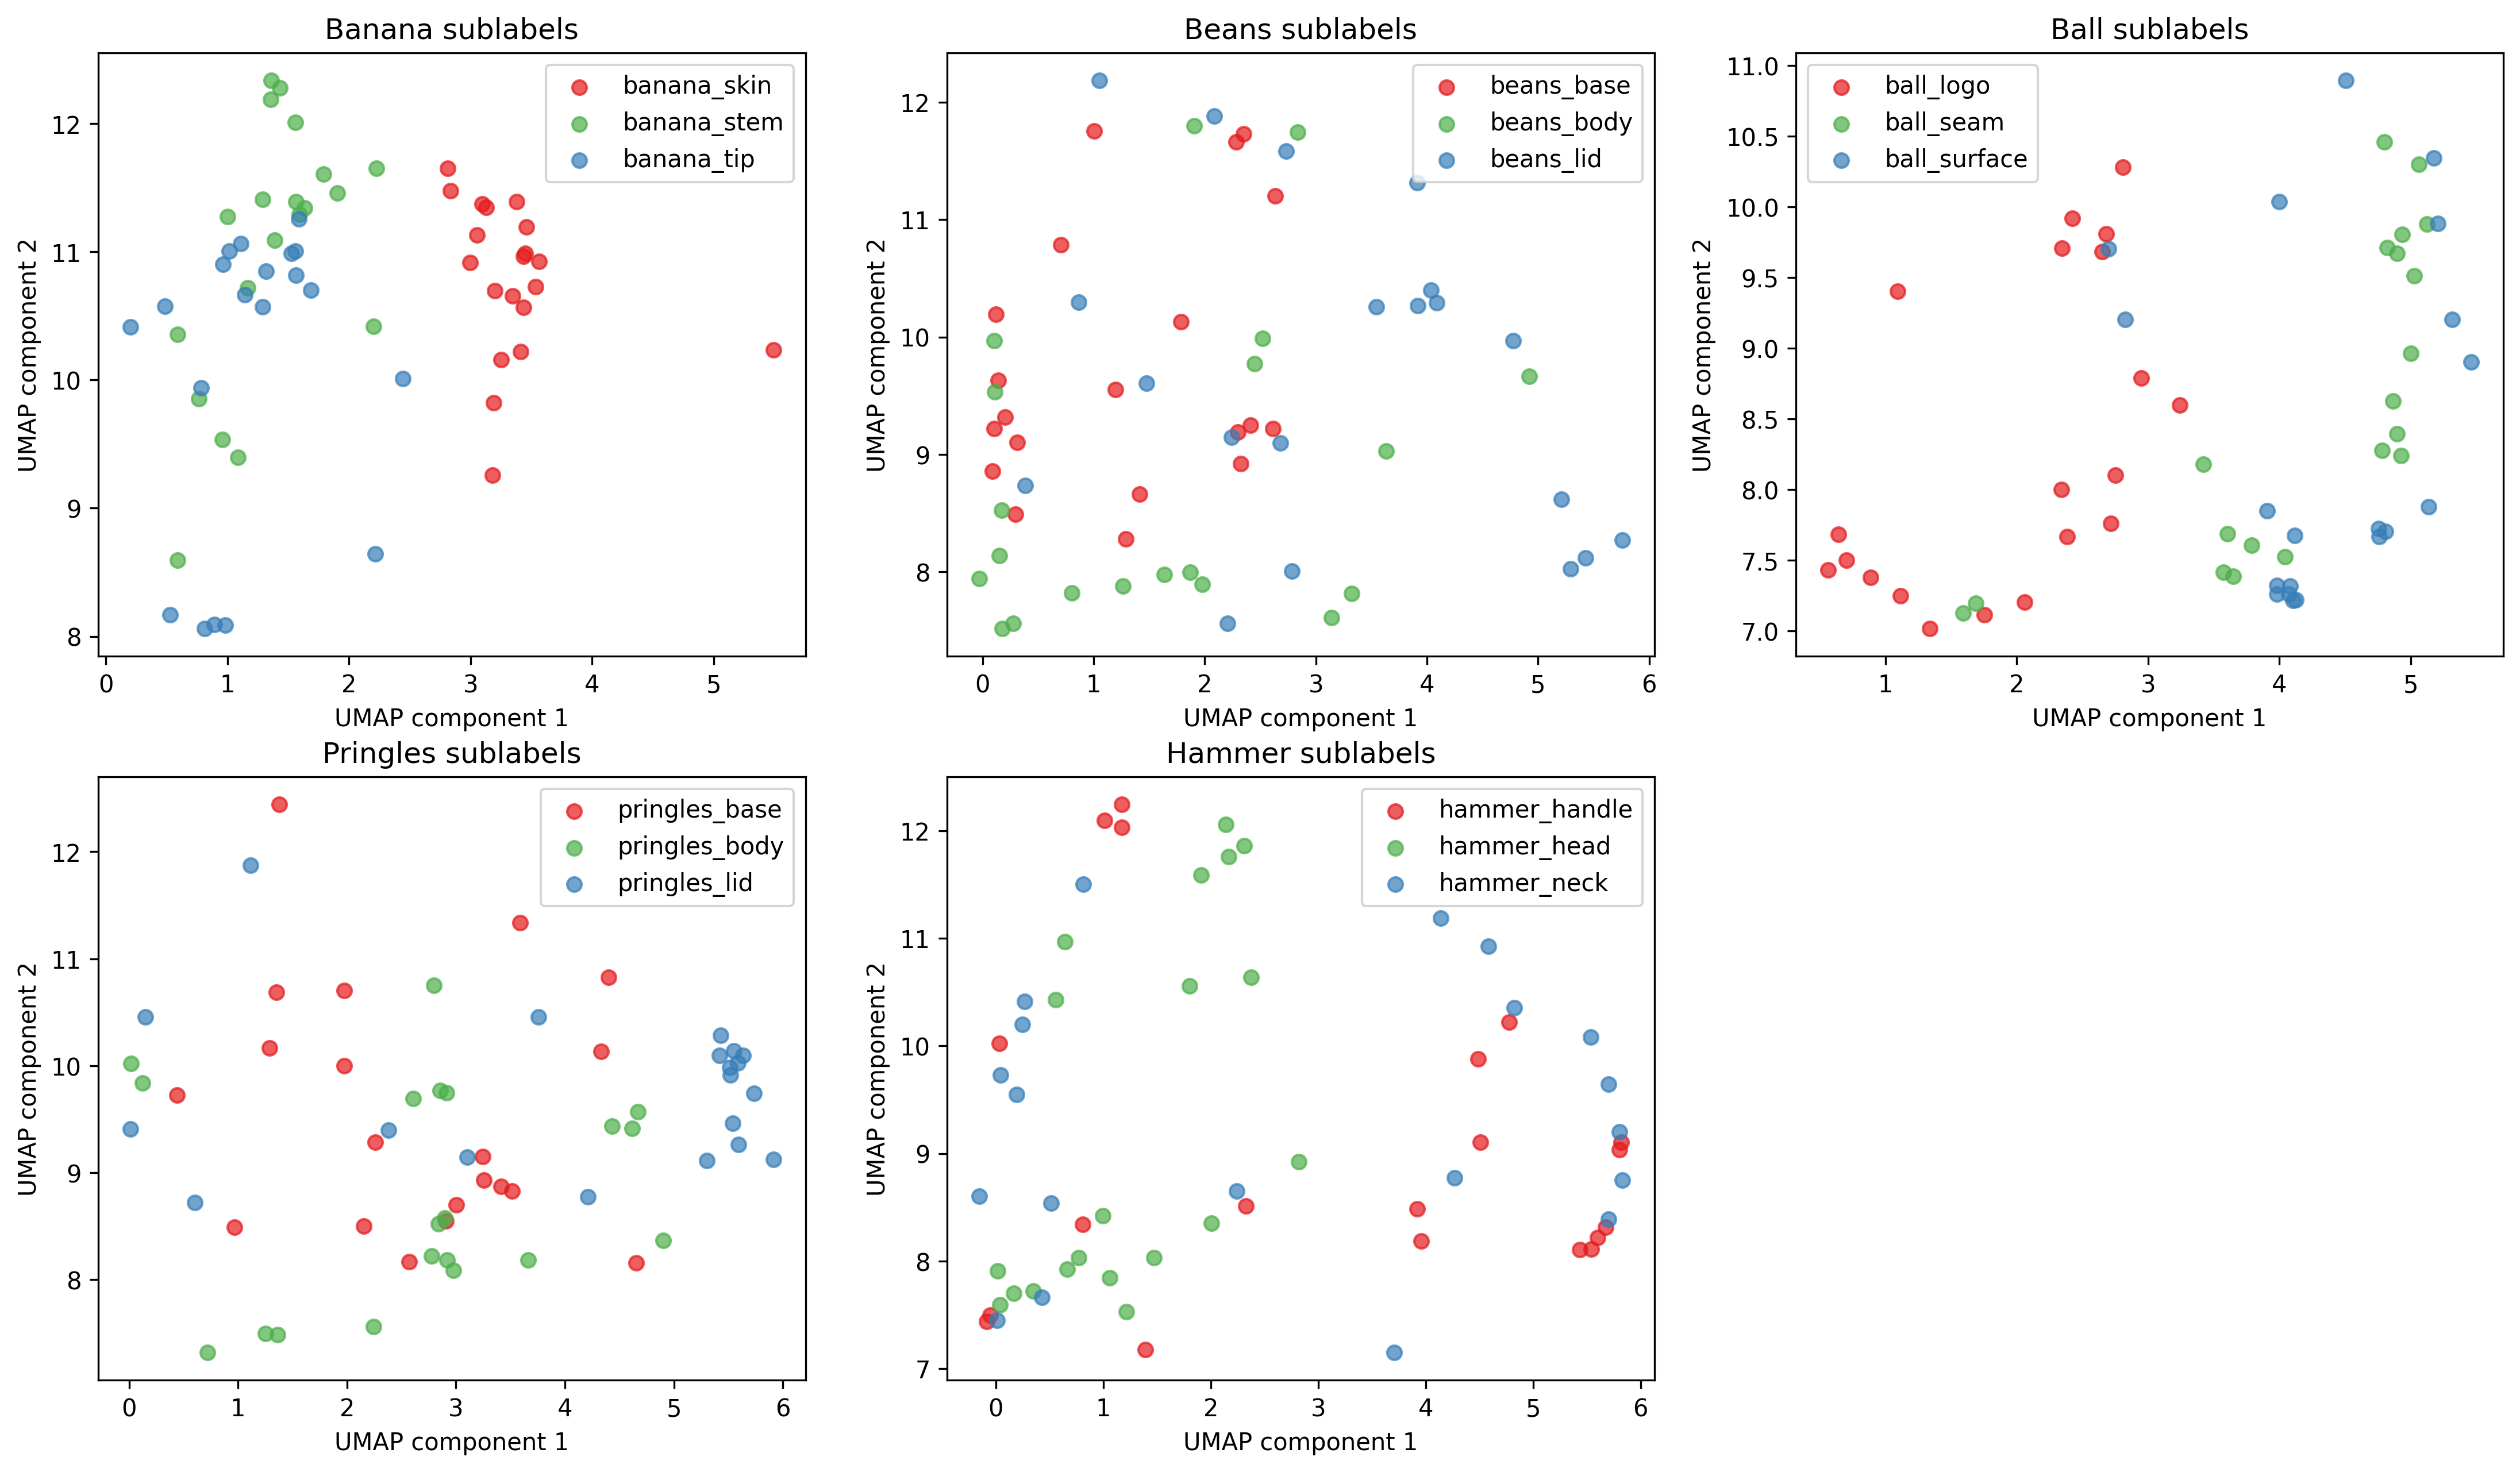 Banana sublabels
banana_skin
banana_stem
banana_tip
UMAP component 2
12
11
10
9
8
0 1 2 3 4 5
UMAP component 1
Beans sublabels
beans_base
beans_body
beans_lid
UMAP component 2
12
11
10
9
8
0 1 2 3 4 5 6
UMAP component 1
Ball sublabels
ball_logo
ball_seam
ball_surface
UMAP component 2
11.0
10.5
10.0
9.5
9.0
8.5
8.0
7.5
7.0
1 2 3 4 5
UMAP component 1
Pringles sublabels
pringles_base
pringles_body
pringles_lid
UMAP component 2
12
11
10
9
8
0 1 2 3 4 5 6
UMAP component 1
Hammer sublabels
hammer_handle
hammer_head
hammer_neck
UMAP component 2
12
11
10
9
8
7
0 1 2 3 4 5 6
UMAP component 1